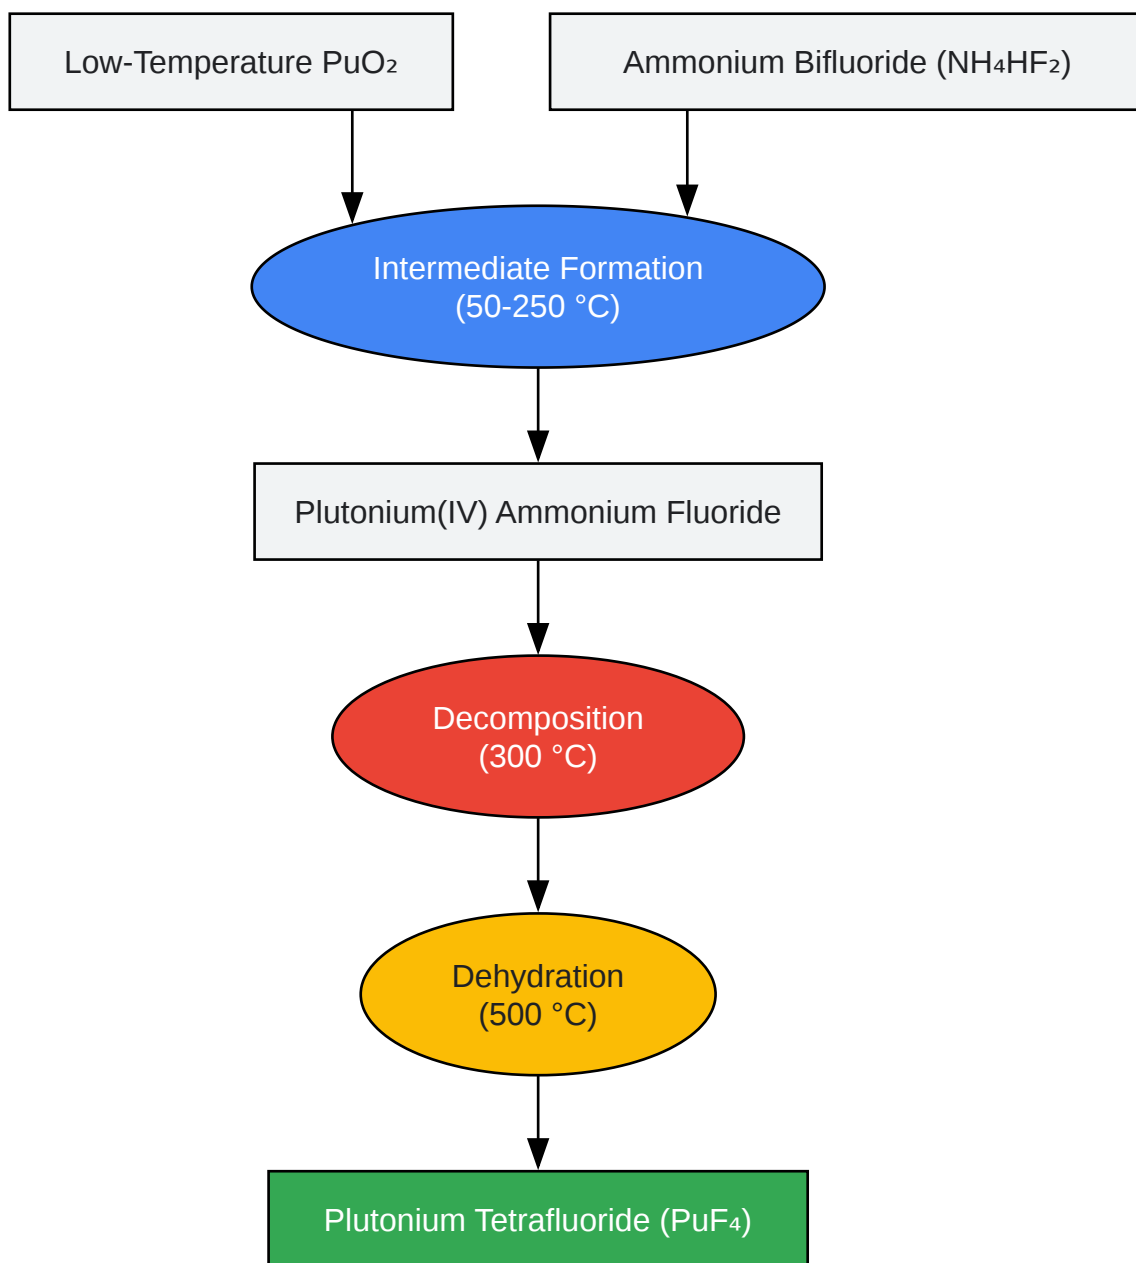 Low-Temperature PuO₂
Ammonium Bifluoride (NH₄HF₂)
Intermediate Formation
(50-250 °C)
Plutonium(IV) Ammonium Fluoride
Decomposition
(300 °C)
Dehydration
(500 °C)
Plutonium Tetrafluoride (PuF₄)